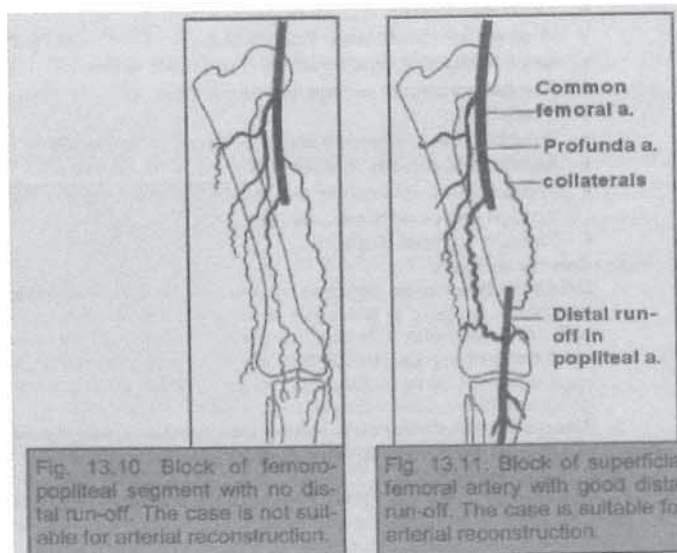 Common
femoral a.
Profunda a.
collaterals
Distal run-
off in
popliteal a.
Fig. 13.10. Block of femoro-
popliteal segment with no dis-
tal run-off. The case is not suit-
able for arterial reconstruction.
Fig. 13.11. Block of superficia
femoral artery with good dista
run-off. The case is suitable fo
arterial reconstruction.